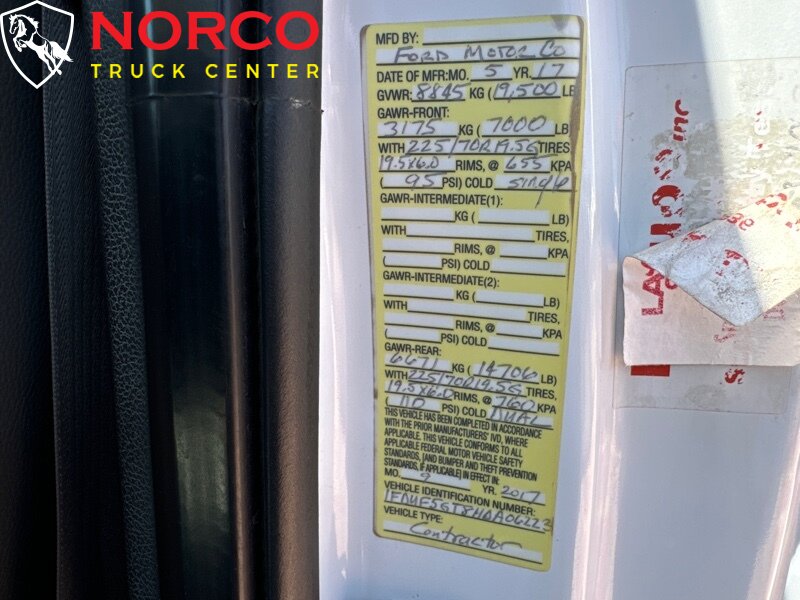 NORCO
TRUCK CENTER
MFD BY:
FORD MOTOR CO
DATE OF MFR: MO. 5 YR. 17
GVWR: 8845 KG (19,500 LB
GAWR-FRONT:
3175 KG ( 7000 LB)
WITH 225/70R19.5G TIRES
19.5x6.0 RIMS, @ 655 KPA
( 95 PSI) COLD single
GAWR-INTERMEDIATE(1):
KG ( LB)
WITH TIRES,
RIMS, @ KPA
( PSI) COLD
GAWR-INTERMEDIATE(2):
KG ( LB)
WITH TIRES,
RIMS, @ KPA
( PSI) COLD
GAWR-REAR:
6671 KG ( 14706 LB)
WITH 225/70R19.5G TIRES,
19.5x6.0 RIMS, @ 760 KPA
( 110 PSI) COLD DUAL
THIS VEHICLE HAS BEEN COMPLETED IN ACCORDANCE
WITH THE PRIOR MANUFACTURERS' IVD, WHERE
APPLICABLE. THIS VEHICLE CONFORMS TO ALL
APPLICABLE FEDERAL MOTOR VEHICLE SAFETY
STANDARDS, [AND BUMPER AND THEFT PREVENTION
STANDARDS, IF APPLICABLE] IN EFFECT IN:
MO. 9 YR. 2017
VEHICLE IDENTIFICATION NUMBER:
VEHICLE TYPE:
Contractor
inc